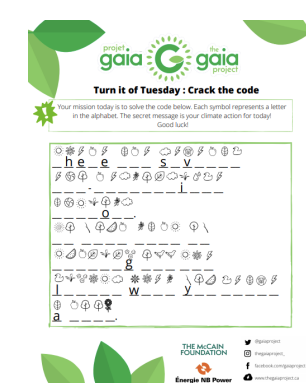 projet
gaia
the
gaia
project
Turn it of Tuesday : Crack the code
Your mission today is to solve the code below. Each symbol represents a letter
in the alphabet. The secret message is your climate action for today!
Good luck!
h e e s v
- i
o .
g
l w y
a .
THE McCAIN
FOUNDATION
Énergie NB Power
@gaiaproject
@thegaiaproject_
facebook.com/gaiaproject
www.thegaiaproject.ca